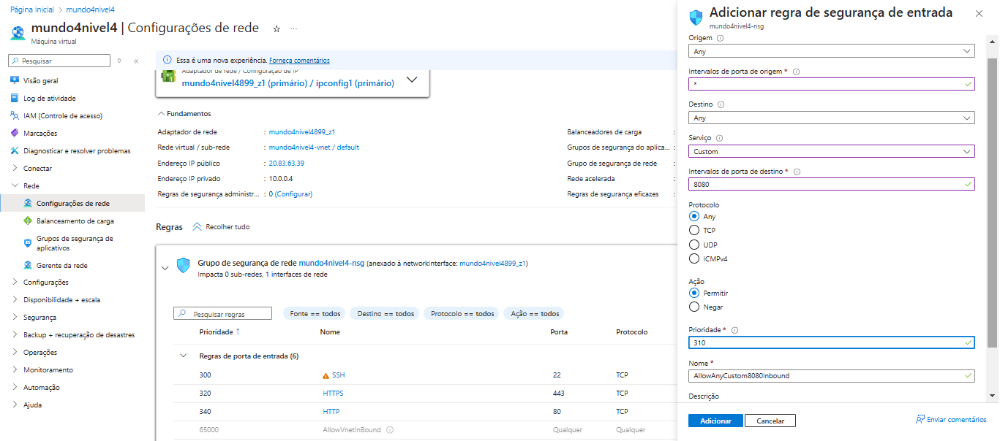 Página inicial > mundo4nivel4
mundo4nivel4 | Configurações de rede
Máquina virtual
Pesquisar
Visão geral
Log de atividade
IAM (Controle de acesso)
Marcações
Diagnosticar e resolver problemas
Conectar
Rede
Configurações de rede
Balanceamento de carga
Grupos de segurança de
aplicativos
Gerente da rede
Configurações
Disponibilidade + escala
Segurança
Backup + recuperação de desastres
Operações
Monitoramento
Automação
Ajuda
Essa é uma nova experiência. Forneça comentários
Adaptador de rede / Configuração de IP
mundo4nivel4899_z1 (primário) / ipconfig1 (primário)
Fundamentos
Adaptador de rede : mundo4nivel4899_z1
Rede virtual / sub-rede : mundo4nivel4-vnet / default
Endereço IP público : 20.83.63.39
Endereço IP privado : 10.0.0.4
Regras de segurança administr... : 0 (Configurar)
Balanceadores de carga :
Grupos de segurança do aplica... :
Grupo de segurança de rede :
Rede acelerada :
Regras de segurança eficazes :
Regras Recolher tudo
Grupo de segurança de rede mundo4nivel4-nsg (anexado à networkInterface: mundo4nivel4899_z1)
Impacta 0 sub-redes, 1 interfaces de rede
Pesquisar regras Fonte == todos Destino == todos Protocolo == todos Ação == todos
Prioridade ↑ Nome Porta Protocolo
Regras de porta de entrada (6)
300 SSH 22 TCP
320 HTTPS 443 TCP
340 HTTP 80 TCP
65000 AllowVnetInBound Qualquer Qualquer
Adicionar regra de segurança de entrada
mundo4nivel4-nsg
Origem
Any
Intervalos de porta de origem *
*
Destino
Any
Serviço
Custom
Intervalos de porta de destino *
8080
Protocolo
Any
TCP
UDP
ICMPv4
Ação
Permitir
Negar
Prioridade *
310
Nome *
AllowAnyCustom8080Inbound
Descrição
Adicionar Cancelar Enviar comentários